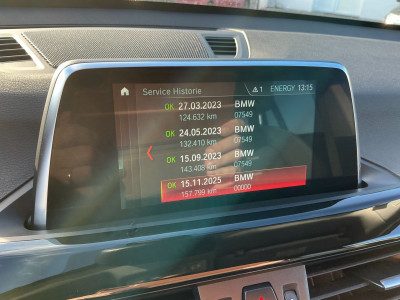 Service Historie
1 ENERGY 13:15
OK 27.03.2023 BMW
124.632 km 07549
OK 24.05.2023 BMW
132.410 km 07549
OK 15.09.2023 BMW
143.408 km 07549
OK 15.11.2025 BMW
157.799 km 00000